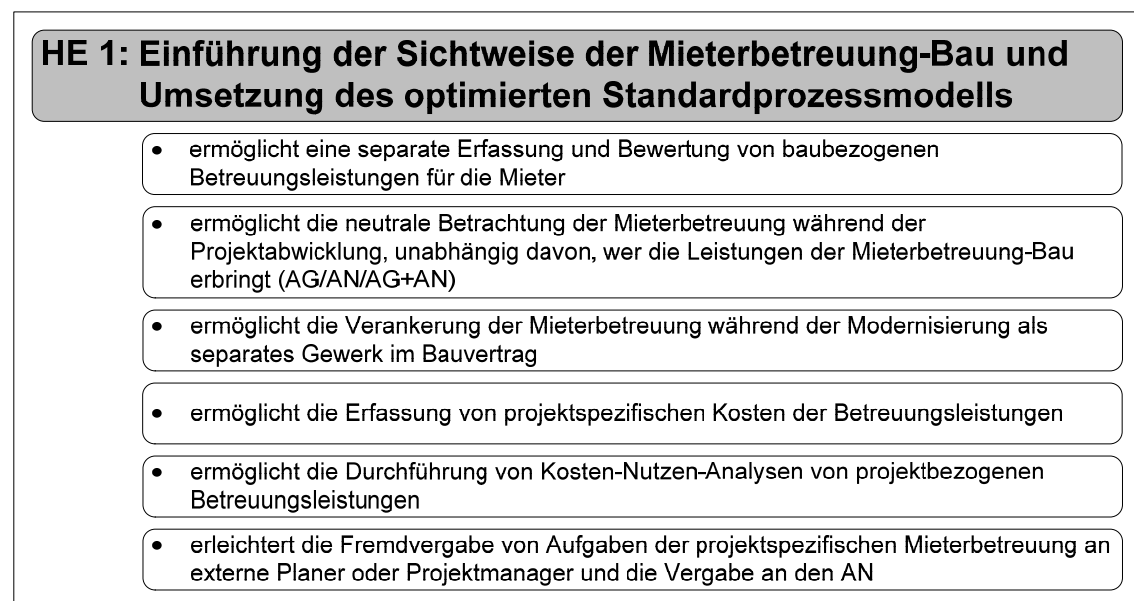 HE 1: Einführung der Sichtweise der Mieterbetreuung-Bau und
Umsetzung des optimierten Standardprozessmodells
• ermöglicht eine separate Erfassung und Bewertung von baubezogenen
Betreuungsleistungen für die Mieter
• ermöglicht die neutrale Betrachtung der Mieterbetreuung während der
Projektabwicklung, unabhängig davon, wer die Leistungen der Mieterbetreuung-Bau
erbringt (AG/AN/AG+AN)
• ermöglicht die Verankerung der Mieterbetreuung während der Modernisierung als
separates Gewerk im Bauvertrag
• ermöglicht die Erfassung von projektspezifischen Kosten der Betreuungsleistungen
• ermöglicht die Durchführung von Kosten-Nutzen-Analysen von projektbezogenen
Betreuungsleistungen
• erleichtert die Fremdvergabe von Aufgaben der projektspezifischen Mieterbetreuung an
externe Planer oder Projektmanager und die Vergabe an den AN